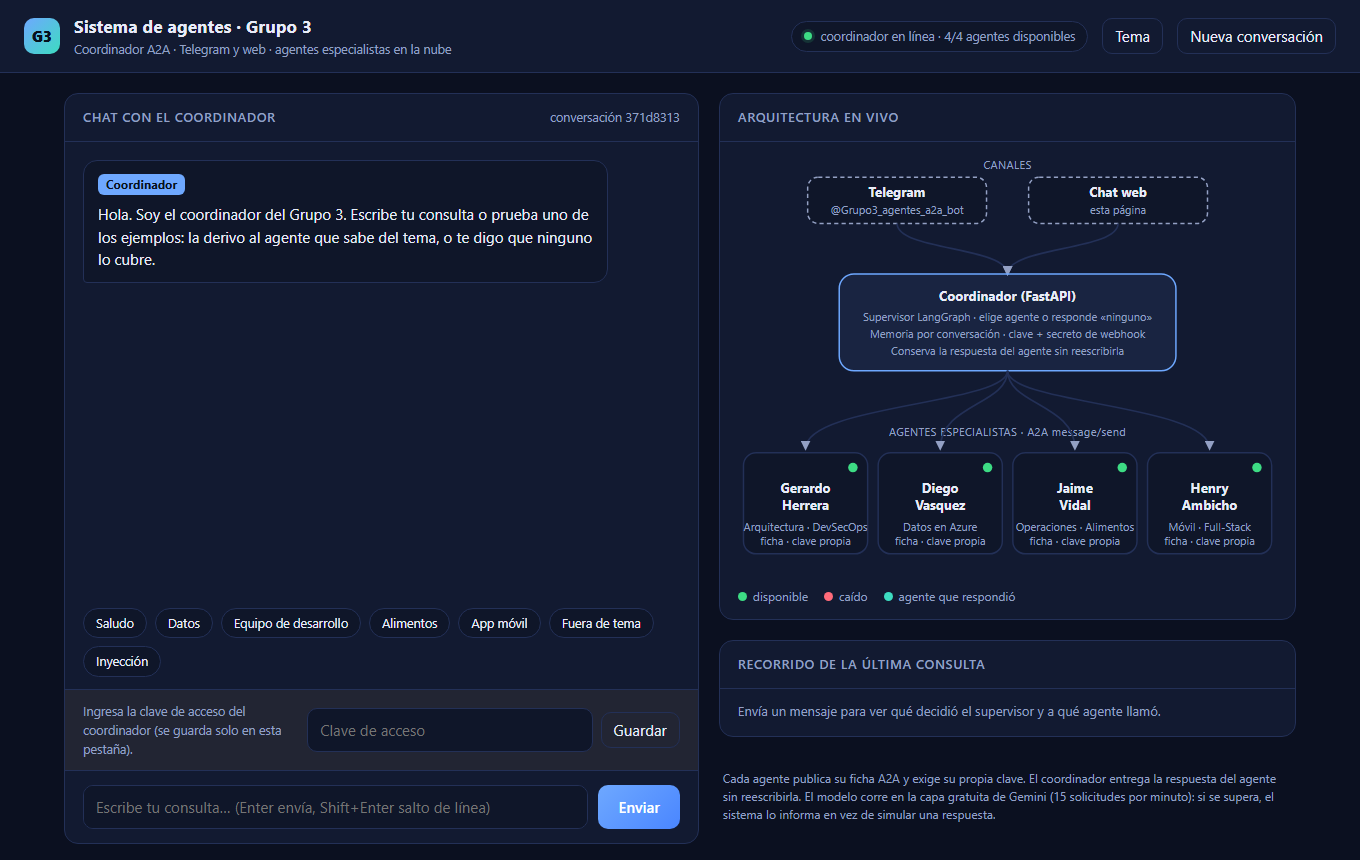 G3
Sistema de agentes · Grupo 3
Coordinador A2A · Telegram y web · agentes especialistas en la nube
coordinador en línea · 4/4 agentes disponibles
Tema
Nueva conversación
CHAT CON EL COORDINADOR
conversación 371d8313
Coordinador
Hola. Soy el coordinador del Grupo 3. Escribe tu consulta o prueba uno de
los ejemplos: la derivo al agente que sabe del tema, o te digo que ninguno
lo cubre.
Saludo
Datos
Equipo de desarrollo
Alimentos
App móvil
Fuera de tema
Inyección
Ingresa la clave de acceso del
coordinador (se guarda solo en esta
pestaña).
Clave de acceso
Guardar
Escribe tu consulta... (Enter envía, Shift+Enter salto de línea)
Enviar
ARQUITECTURA EN VIVO
CANALES
Telegram
@Grupo3_agentes_a2a_bot
Chat web
esta página
Coordinador (FastAPI)
Supervisor LangGraph · elige agente o responde «ninguno»
Memoria por conversación · clave + secreto de webhook
Conserva la respuesta del agente sin reescribirla
AGENTES ESPECIALISTAS · A2A message/send
Gerardo
Herrera
Arquitectura · DevSecOps
ficha · clave propia
Diego
Vasquez
Datos en Azure
ficha · clave propia
Jaime
Vidal
Operaciones · Alimentos
ficha · clave propia
Henry
Ambicho
Móvil · Full-Stack
ficha · clave propia
disponible
caído
agente que respondió
RECORRIDO DE LA ÚLTIMA CONSULTA
Envía un mensaje para ver qué decidió el supervisor y a qué agente llamó.
Cada agente publica su ficha A2A y exige su propia clave. El coordinador entrega la respuesta del agente
sin reescribirla. El modelo corre en la capa gratuita de Gemini (15 solicitudes por minuto): si se supera, el
sistema lo informa en vez de simular una respuesta.